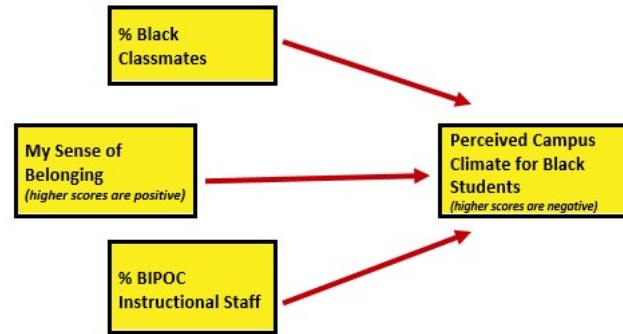 % Black
Classmates
My Sense of
Belonging
(higher scores are positive)
% BIPOC
Instructional Staff
Perceived Campus
Climate for Black
Students
(higher scores are negative)